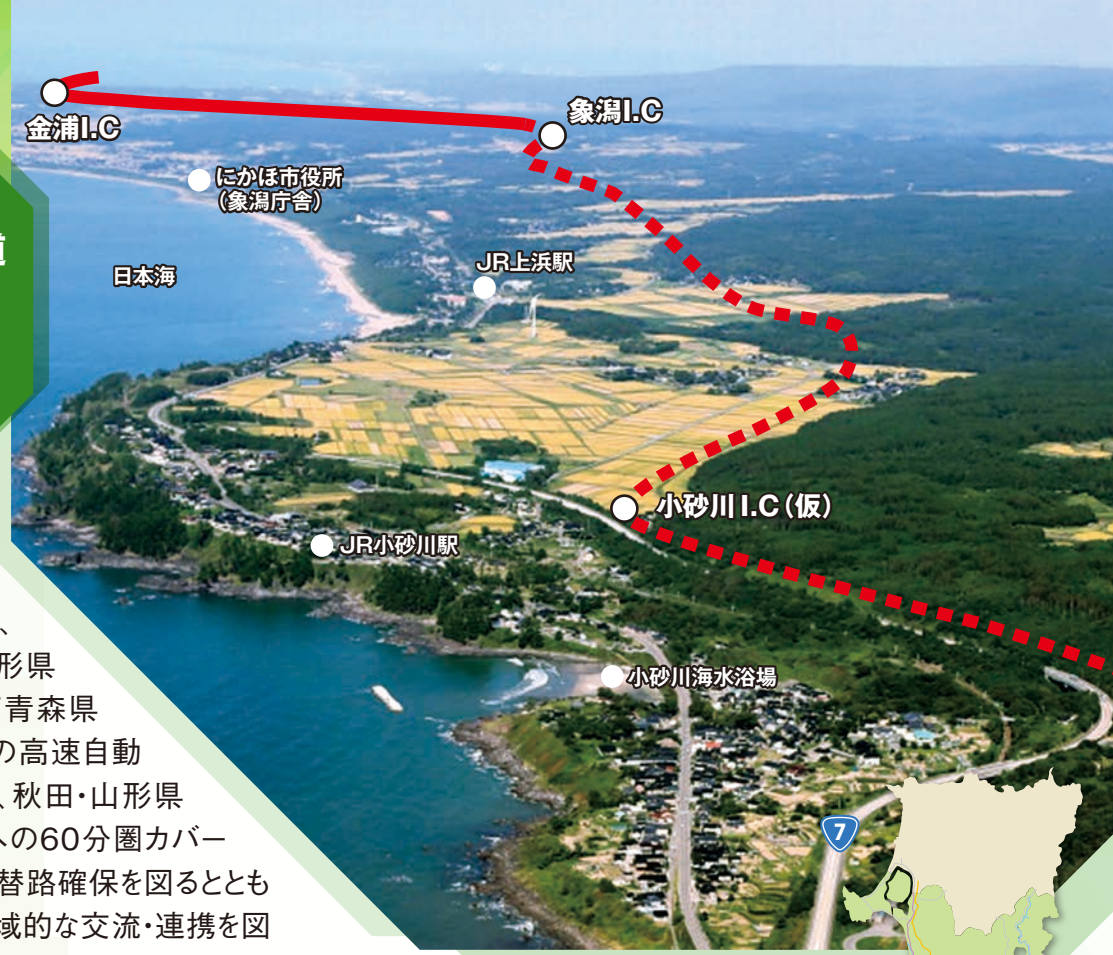 金浦I.C
象潟I.C
にかほ市役所
（象潟庁舎）
道
日本海
JR上浜駅
小砂川I.C（仮）
JR小砂川駅
小砂川海水浴場
7
、
形県
青森県
の高速自動
、秋田・山形県
への60分圏カバー
替路確保を図るととも
域的な交流・連携を図